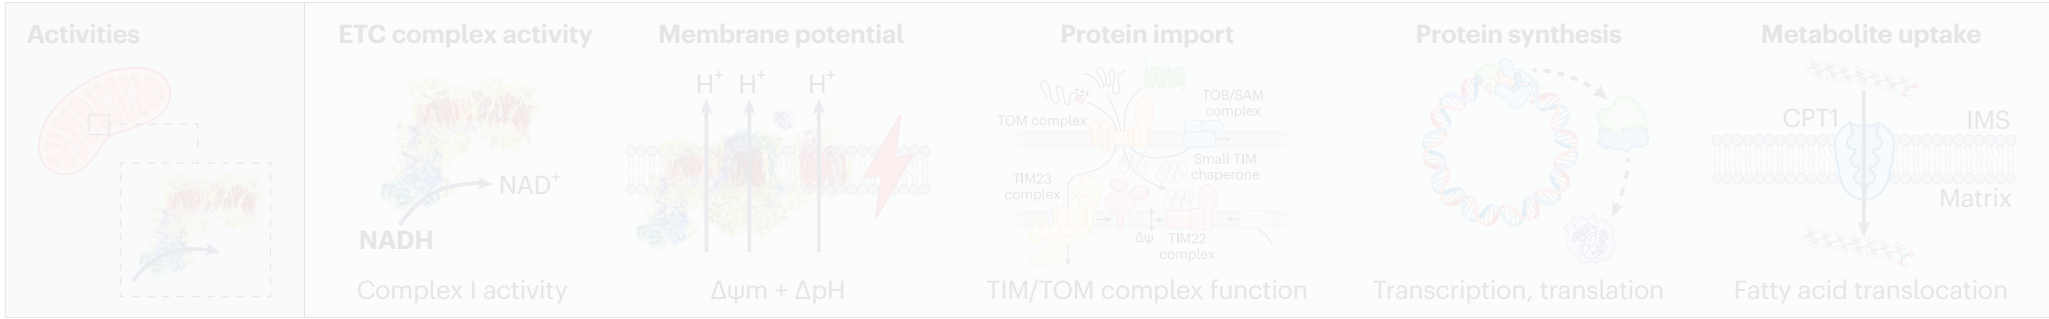 Activities
ETC complex activity
NAD⁺
NADH
Complex I activity
Membrane potential
H⁺ H⁺ H⁺
Δψm + ΔpH
Protein import
TOM complex
TOB/SAM
complex
Small TIM
chaperone
TIM23
complex
Δψ
TIM22
complex
TIM/TOM complex function
Protein synthesis
Transcription, translation
Metabolite uptake
CPT1
IMS
Matrix
Fatty acid translocation